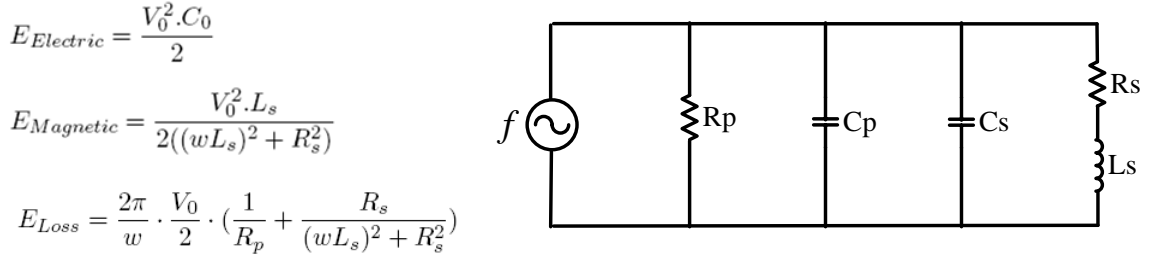 E_{Electric} = \frac{V_0^2 . C_0}{2}
E_{Magnetic} = \frac{V_0^2 . L_s}{2((wL_s)^2 + R_s^2)}
E_{Loss} = \frac{2\pi}{w} \cdot \frac{V_0}{2} \cdot (\frac{1}{R_p} + \frac{R_s}{(wL_s)^2 + R_s^2})
f
Rp
Cp
Cs
Rs
Ls